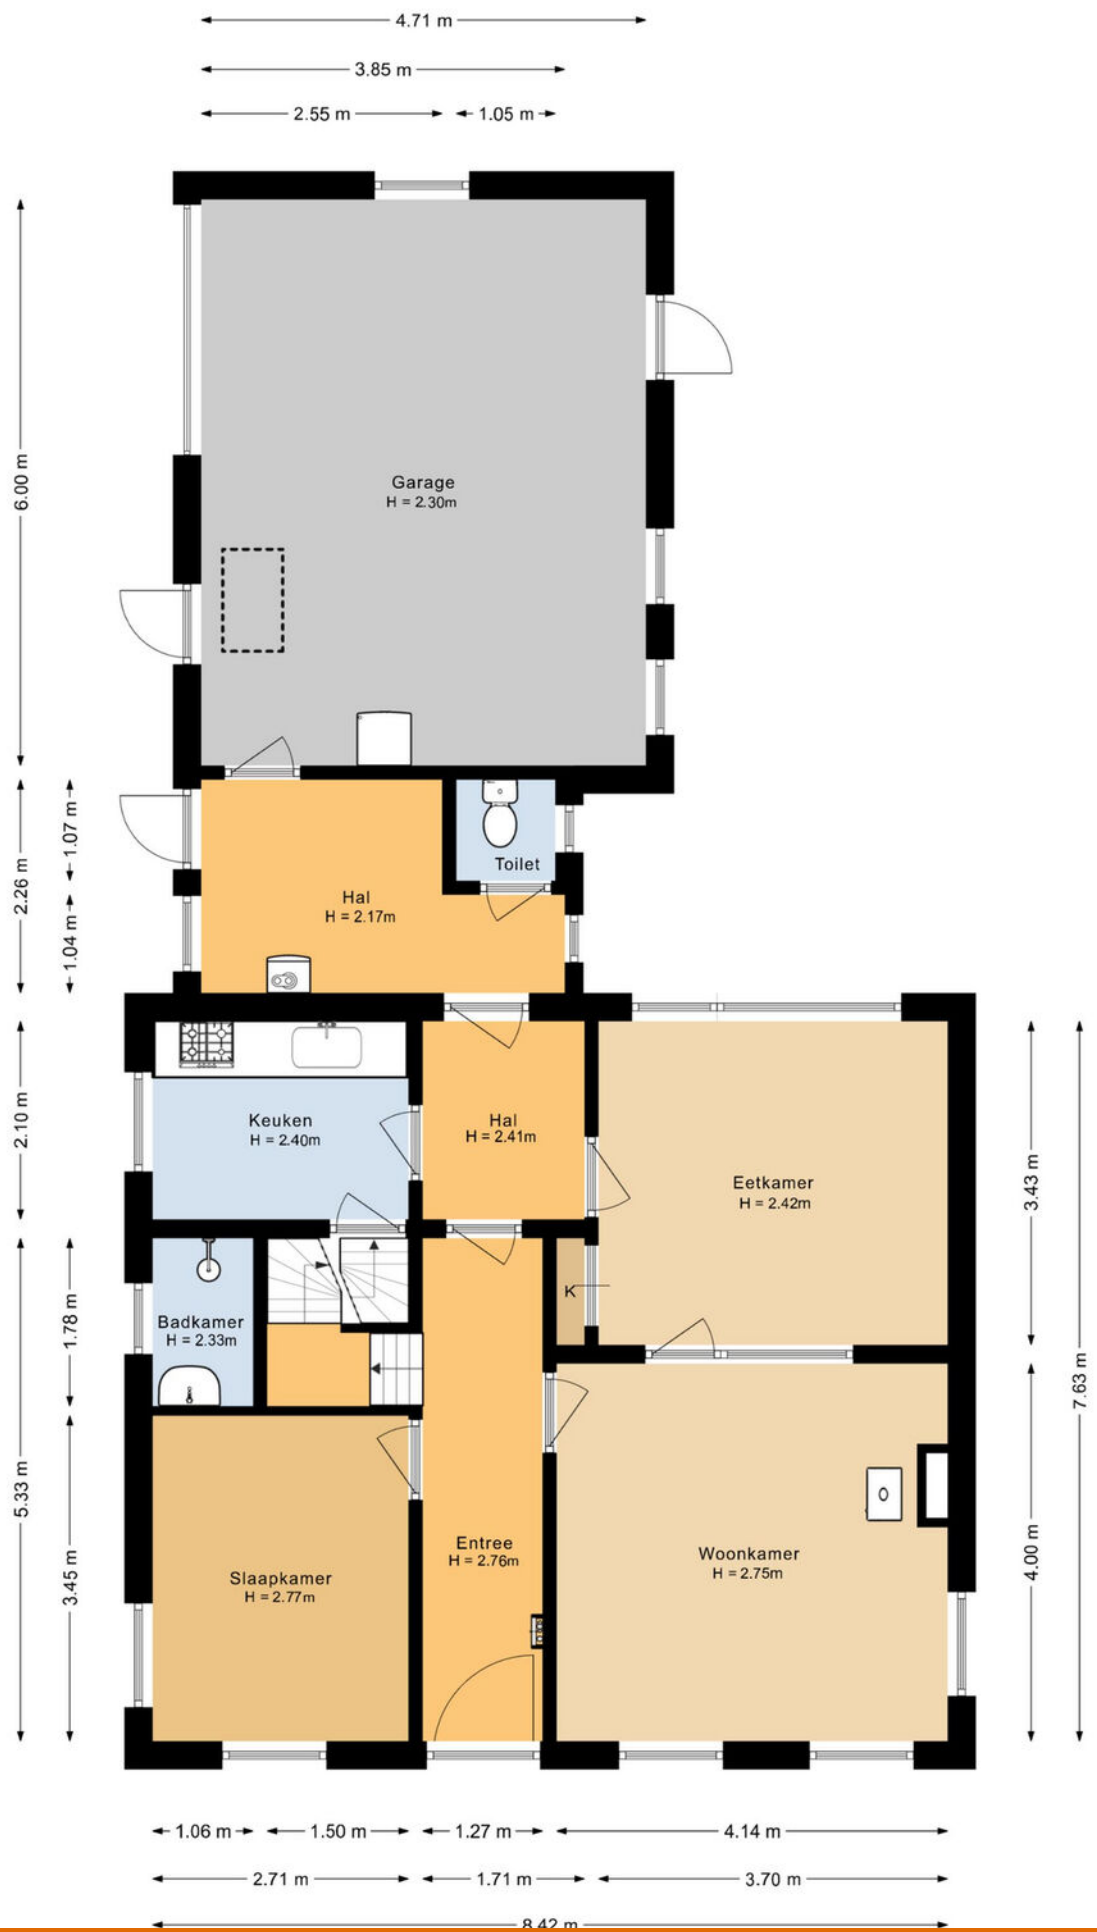 4.71 m
3.85 m
2.55 m
1.05 m
6.00 m
Garage
H = 2.30m
2.26 m
1.07 m
1.04 m
Toilet
Hal
H = 2.17m
2.10 m
Keuken
H = 2.40m
Hal
H = 2.41m
Eetkamer
H = 2.42m
3.43 m
7.63 m
K
5.33 m
1.78 m
Badkamer
H = 2.33m
3.45 m
Slaapkamer
H = 2.77m
Entree
H = 2.76m
Woonkamer
H = 2.75m
4.00 m
1.06 m
1.50 m
1.27 m
4.14 m
2.71 m
1.71 m
3.70 m
8.42 m